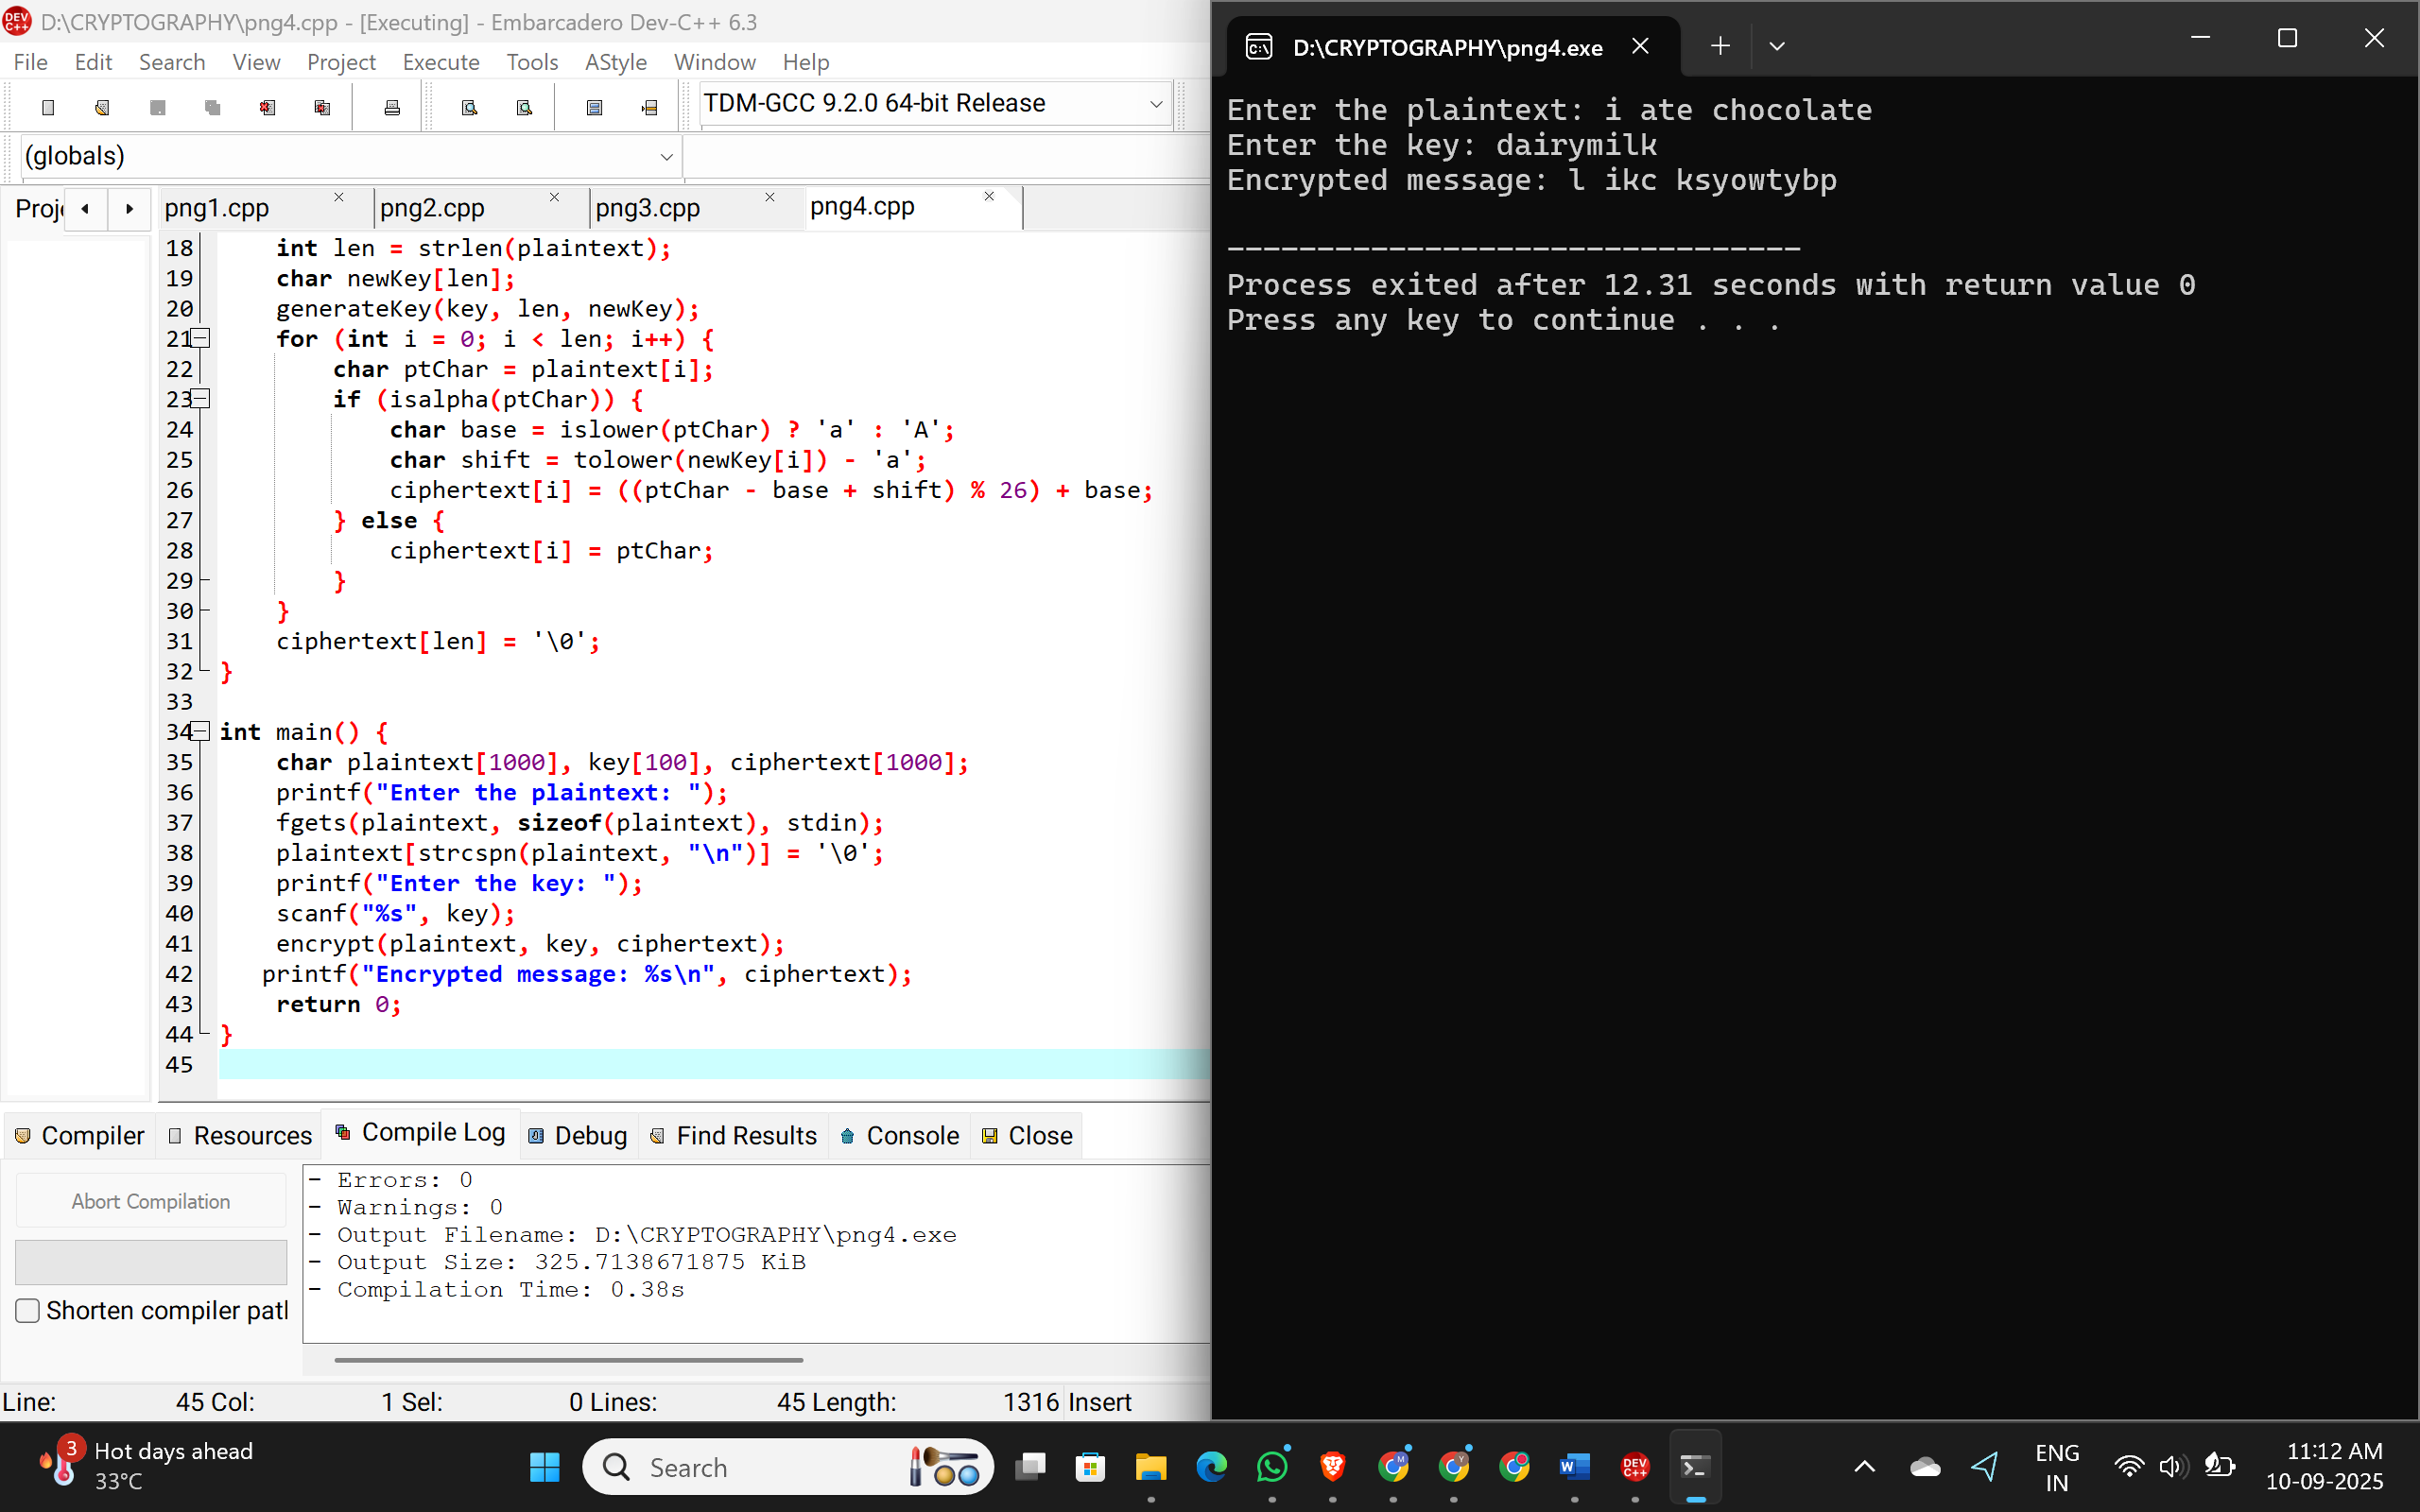 D:\CRYPTOGRAPHY\png4.cpp - [Executing] - Embarcadero Dev-C++ 6.3
File Edit Search View Project Execute Tools AStyle Window Help
TDM-GCC 9.2.0 64-bit Release
(globals)
png1.cpp png2.cpp png3.cpp png4.cpp
18 int len = strlen(plaintext);
19 char newKey[len];
20 generateKey(key, len, newKey);
21 for (int i = 0; i < len; i++) {
22 char ptChar = plaintext[i];
23 if (isalpha(ptChar)) {
24 char base = islower(ptChar) ? 'a' : 'A';
25 char shift = tolower(newKey[i]) - 'a';
26 ciphertext[i] = ((ptChar - base + shift) % 26) + base;
27 } else {
28 ciphertext[i] = ptChar;
29 }
30 }
31 ciphertext[len] = '\0';
32 }
33
34 int main() {
35 char plaintext[1000], key[100], ciphertext[1000];
36 printf("Enter the plaintext: ");
37 fgets(plaintext, sizeof(plaintext), stdin);
38 plaintext[strcspn(plaintext, "\n")] = '\0';
39 printf("Enter the key: ");
40 scanf("%s", key);
41 encrypt(plaintext, key, ciphertext);
42 printf("Encrypted message: %s\n", ciphertext);
43 return 0;
44 }
45
Compiler Resources Compile Log Debug Find Results Console Close
Abort Compilation
Shorten compiler
- Errors: 0
- Warnings: 0
- Output Filename: D:\CRYPTOGRAPHY\png4.exe
- Output Size: 325.7138671875 KiB
- Compilation Time: 0.38s
Line: 45 Col: 1 Sel: 0 Lines: 45 Length: 1316 Insert
D:\CRYPTOGRAPHY\png4.exe
Enter the plaintext: i ate chocolate
Enter the key: dairymilk
Encrypted message: l ikc ksyowtybp
--------------------------------
Process exited after 12.31 seconds with return value 0
Press any key to continue . . .
3
Hot days ahead
33°C
Search
ENG
IN
11:12 AM
10-09-2025